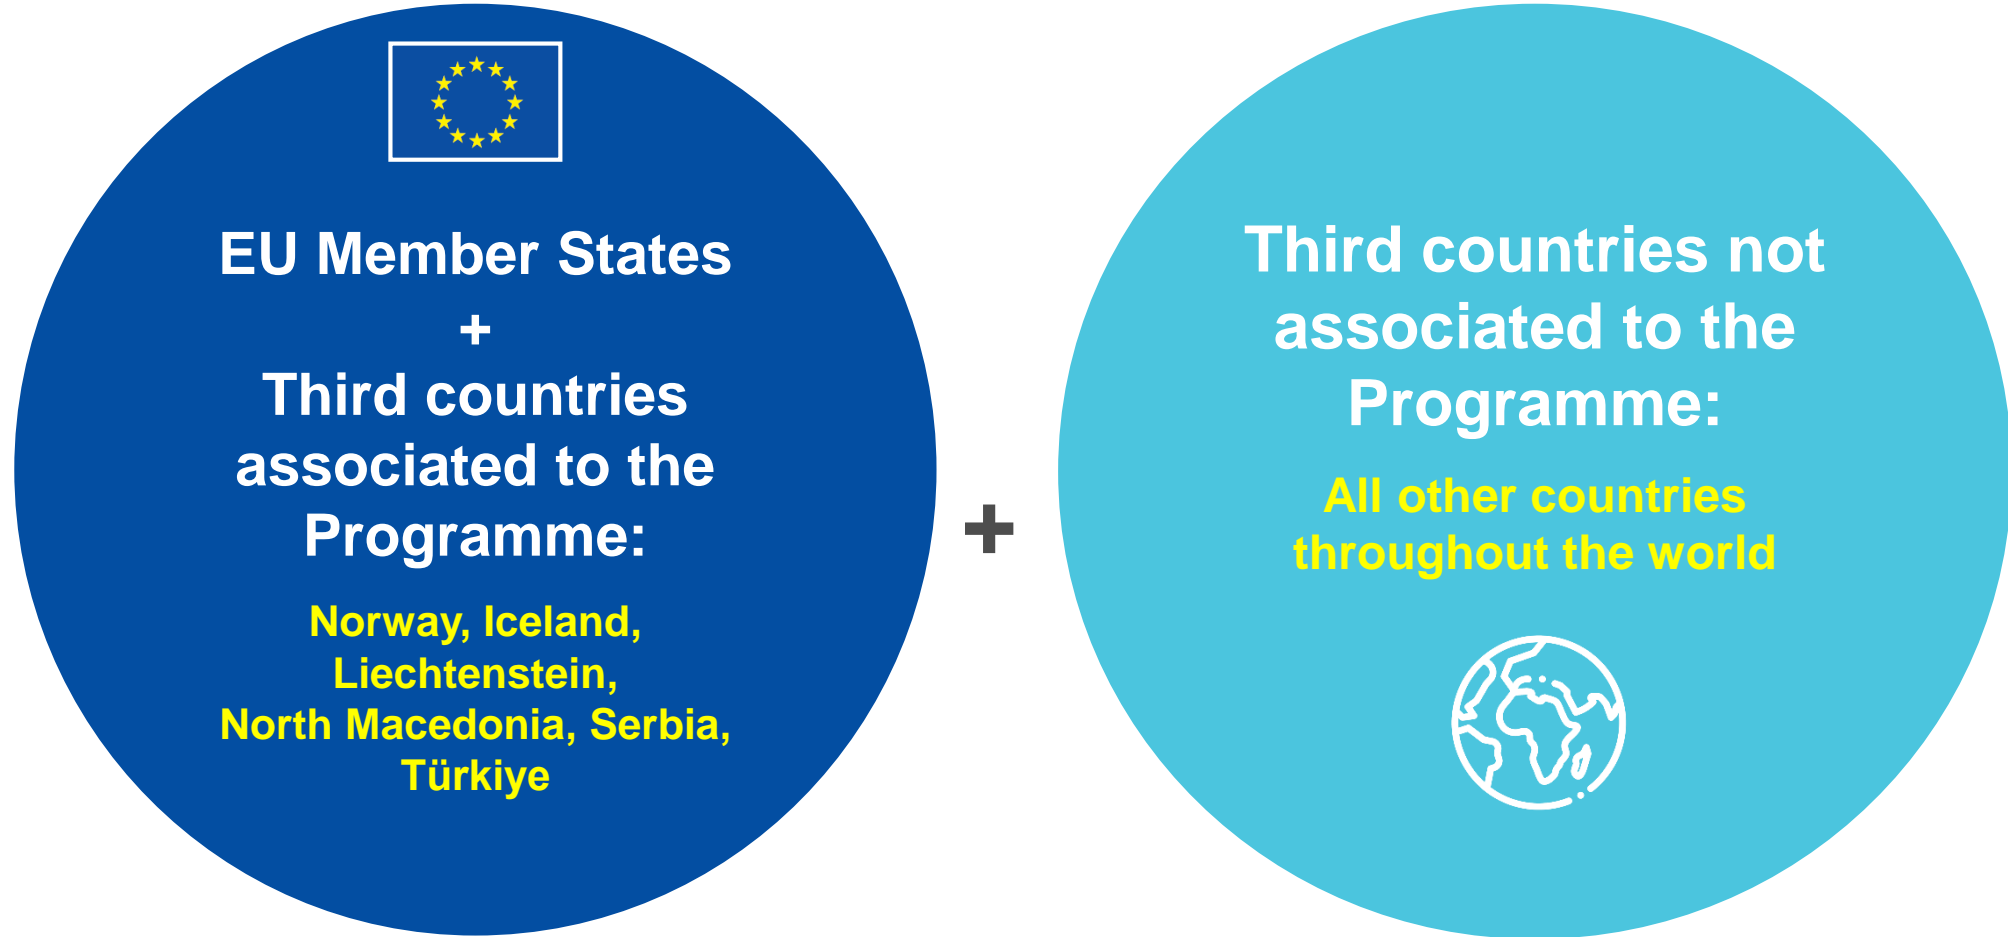 EU Member States
+
Third countries
associated to the
Programme:
Norway, Iceland,
Liechtenstein,
North Macedonia, Serbia,
Türkiye
+
Third countries not
associated to the
Programme:
All other countries
throughout the world